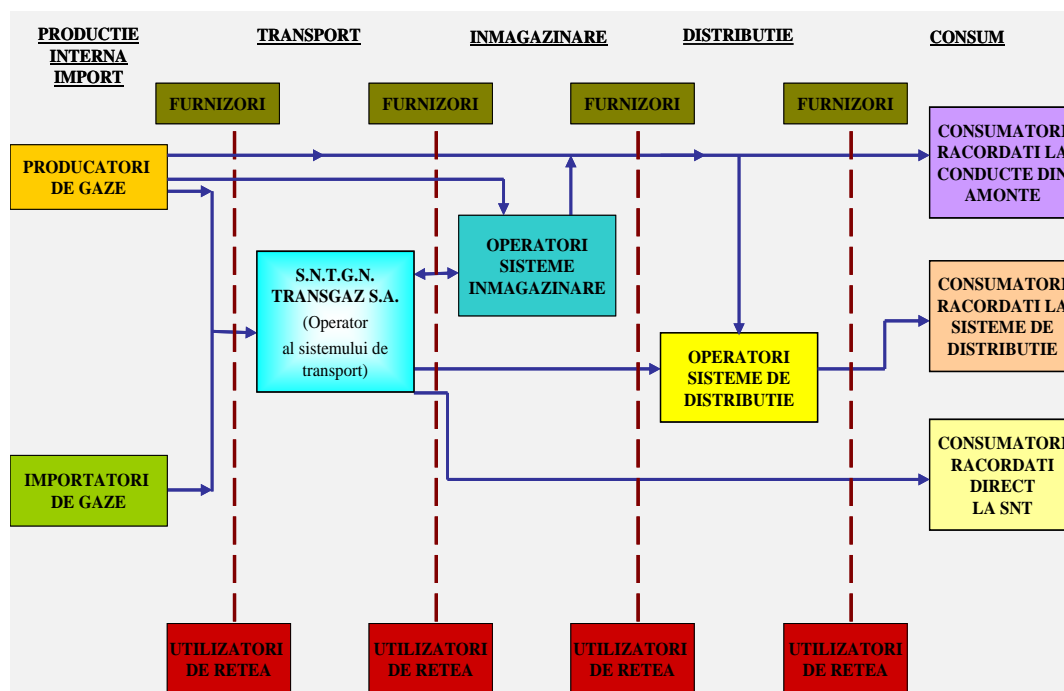 PRODUCTIE
INTERNA
IMPORT
TRANSPORT
INMAGAZINARE
DISTRIBUTIE
CONSUM
FURNIZORI
FURNIZORI
FURNIZORI
FURNIZORI
PRODUCATORI
DE GAZE
CONSUMATORI
RACORDATI LA
CONDUCTE DIN
AMONTE
OPERATORI
SISTEME
INMAGAZINARE
S.N.T.G.N.
TRANSGAZ S.A.
(Operator
al sistemului de
transport)
CONSUMATORI
RACORDATI LA
SISTEME DE
DISTRIBUTIE
OPERATORI
SISTEME DE
DISTRIBUTIE
IMPORTATORI
DE GAZE
CONSUMATORI
RACORDATI
DIRECT
LA SNT
UTILIZATORI
DE RETEA
UTILIZATORI
DE RETEA
UTILIZATORI
DE RETEA
UTILIZATORI
DE RETEA